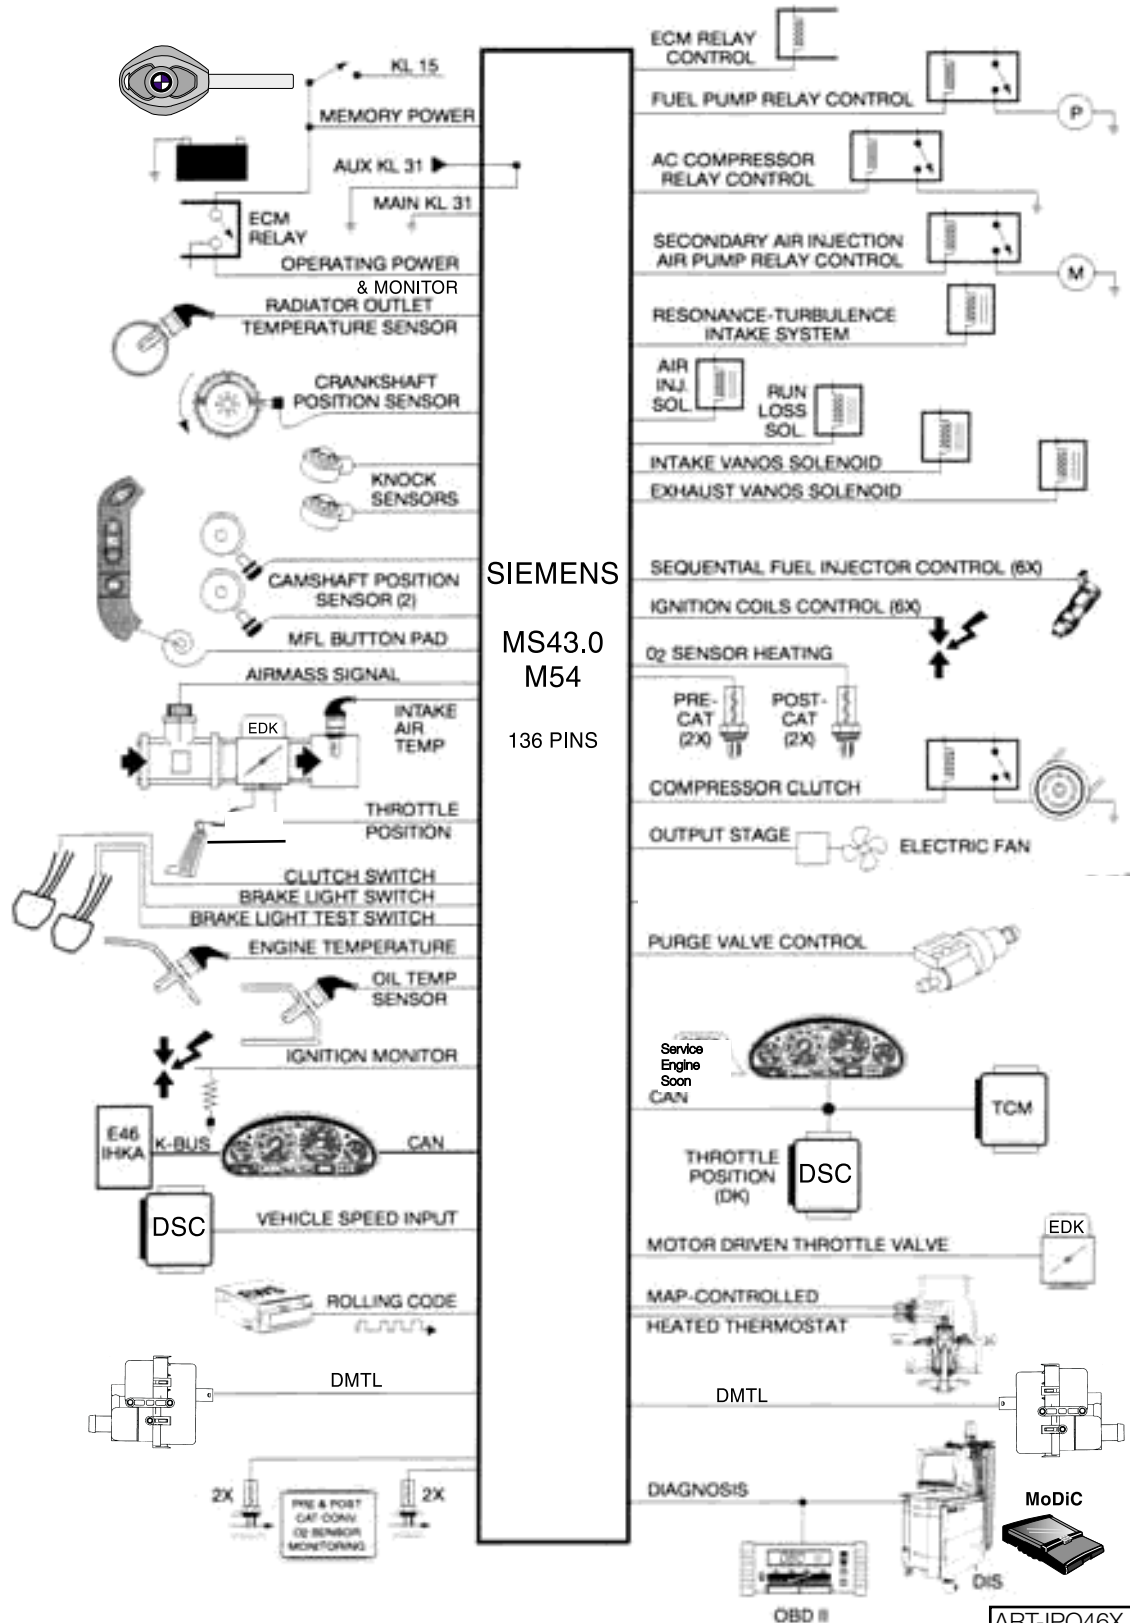 KL 15
MEMORY POWER
AUX KL 31
MAIN KL 31
ECM
RELAY
OPERATING POWER
& MONITOR
RADIATOR OUTLET
TEMPERATURE SENSOR
CRANKSHAFT
POSITION SENSOR
KNOCK
SENSORS
CAMSHAFT POSITION
SENSOR (2)
MFL BUTTON PAD
AIRMASS SIGNAL
INTAKE
AIR
TEMP
EDK
THROTTLE
POSITION
CLUTCH SWITCH
BRAKE LIGHT SWITCH
BRAKE LIGHT TEST SWITCH
ENGINE TEMPERATURE
OIL TEMP
SENSOR
IGNITION MONITOR
E46
IHKA
K-BUS
CAN
DSC
VEHICLE SPEED INPUT
ROLLING CODE
DMTL
2X
PRE & POST
CAT CONV.
O2 SENSOR
MONITORING
2X
SIEMENS
MS43.0
M54
136 PINS
ECM RELAY
CONTROL
FUEL PUMP RELAY CONTROL
P
AC COMPRESSOR
RELAY CONTROL
SECONDARY AIR INJECTION
AIR PUMP RELAY CONTROL
M
RESONANCE-TURBULENCE
INTAKE SYSTEM
AIR
INJ.
SOL.
RUN
LOSS
SOL.
INTAKE VANOS SOLENOID
EXHAUST VANOS SOLENOID
SEQUENTIAL FUEL INJECTOR CONTROL (6X)
IGNITION COILS CONTROL (6X)
O2 SENSOR HEATING
PRE-
CAT
(2X)
POST-
CAT
(2X)
COMPRESSOR CLUTCH
OUTPUT STAGE
ELECTRIC FAN
PURGE VALVE CONTROL
Service
Engine
Soon
CAN
TCM
THROTTLE
POSITION
(DK)
DSC
MOTOR DRIVEN THROTTLE VALVE
EDK
MAP-CONTROLLED
HEATED THERMOSTAT
DMTL
DIAGNOSIS
MoDiC
DIS
OBD II
ART-IPO46X